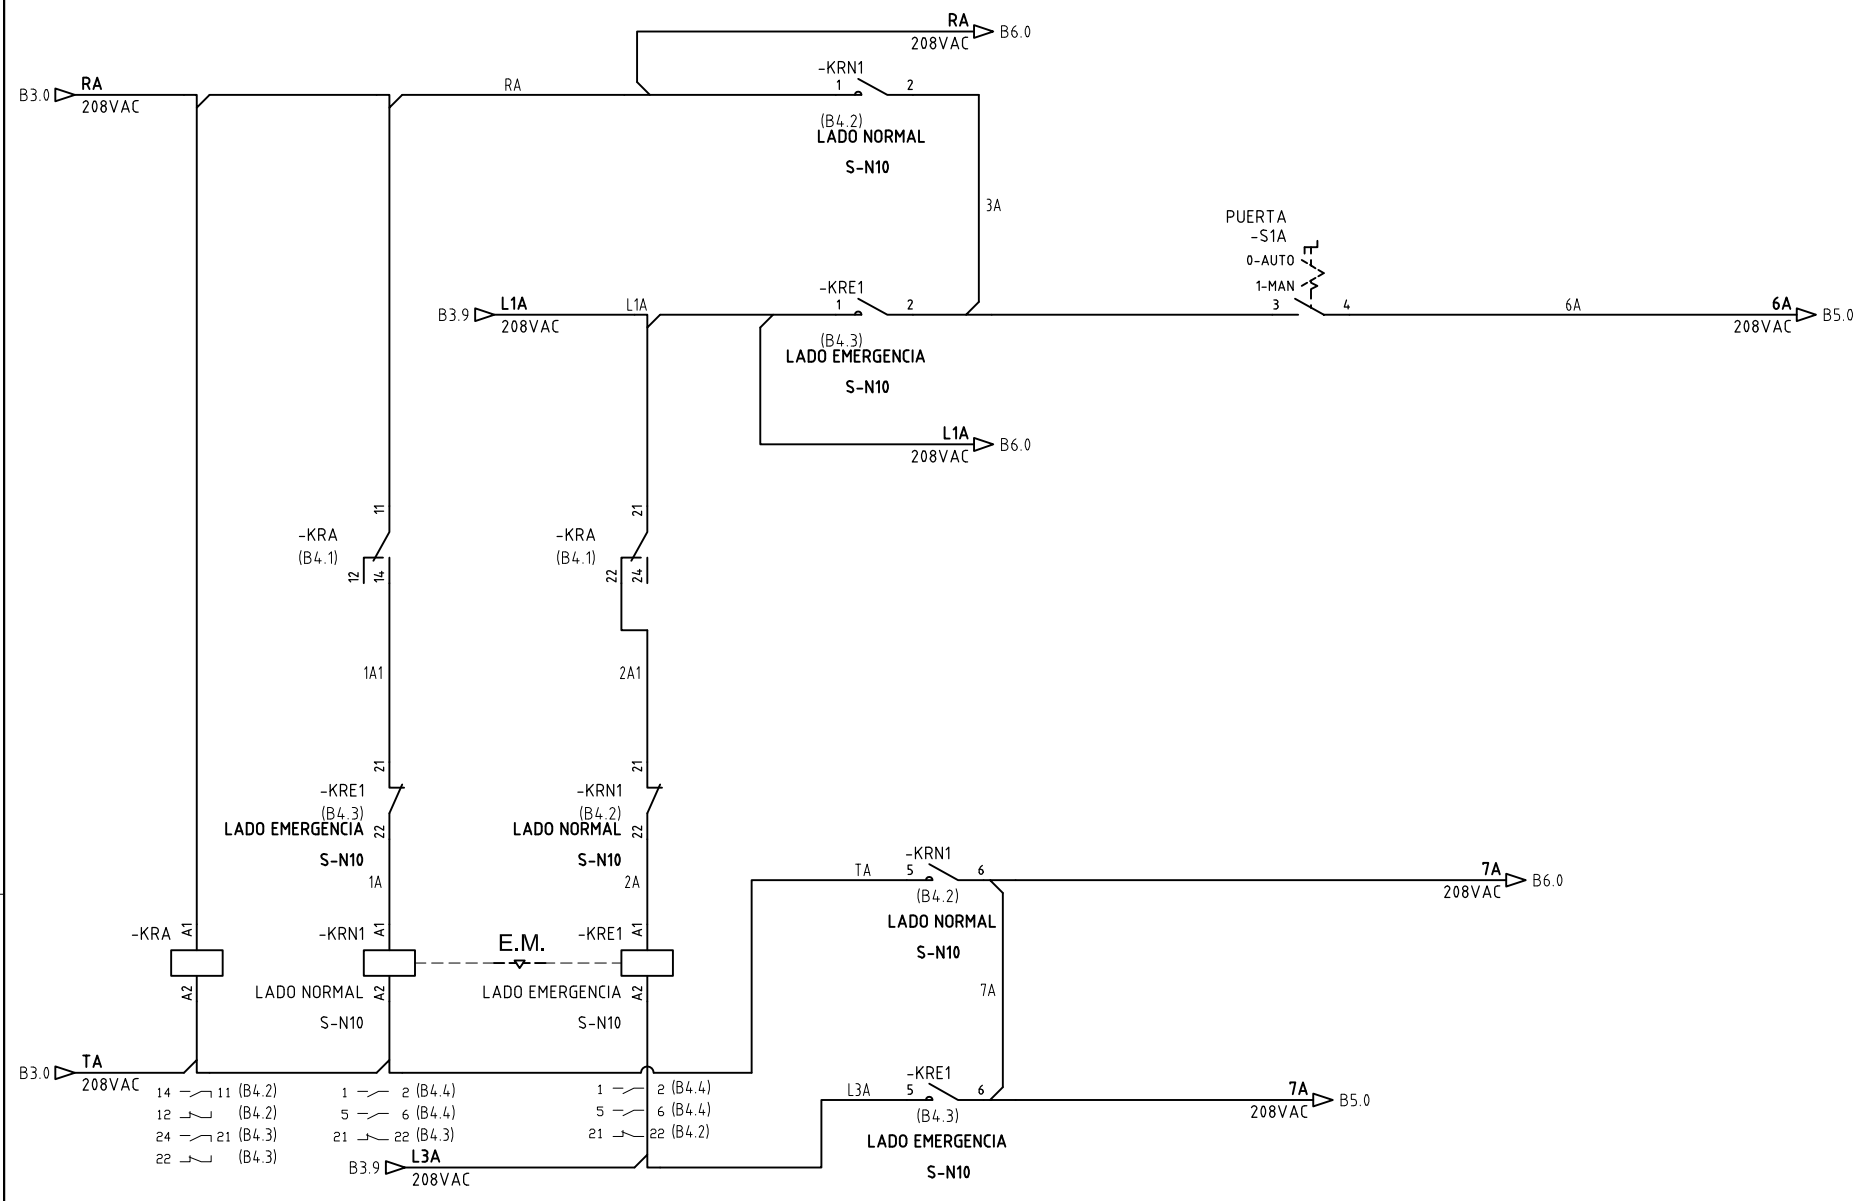 RA
B6.0
208VAC
-KRN1
1 2
B3.0 RA
208VAC
RA
(B4.2)
LADO NORMAL
S-N10
3A
PUERTA
-S1A
0-AUTO
1-MAN
3 4
6A
6A
208VAC
B5.0
B3.9 L1A
208VAC
L1A
-KRE1
1 2
(B4.3)
LADO EMERGENCIA
S-N10
L1A
208VAC
B6.0
11
-KRA
(B4.1)
12 14
21
-KRA
(B4.1)
22 24
1A1
2A1
21
-KRE1
(B4.3)
LADO EMERGENCIA
22
S-N10
1A
21
-KRN1
(B4.2)
LADO NORMAL
22
S-N10
2A
-KRA
A1
A2
-KRN1
A1
A2
LADO NORMAL
S-N10
E.M.
-KRE1
A1
A2
LADO EMERGENCIA
S-N10
TA
-KRN1
5 6
(B4.2)
LADO NORMAL
S-N10
7A
208VAC
B6.0
7A
B3.0 TA
208VAC
14 11 (B4.2)
12 (B4.2)
24 21 (B4.3)
22 (B4.3)
1 2 (B4.4)
5 6 (B4.4)
21 22 (B4.3)
1 2 (B4.4)
5 6 (B4.4)
21 22 (B4.2)
B3.9 L3A
208VAC
L3A
-KRE1
5 6
(B4.3)
LADO EMERGENCIA
S-N10
7A
208VAC
B5.0